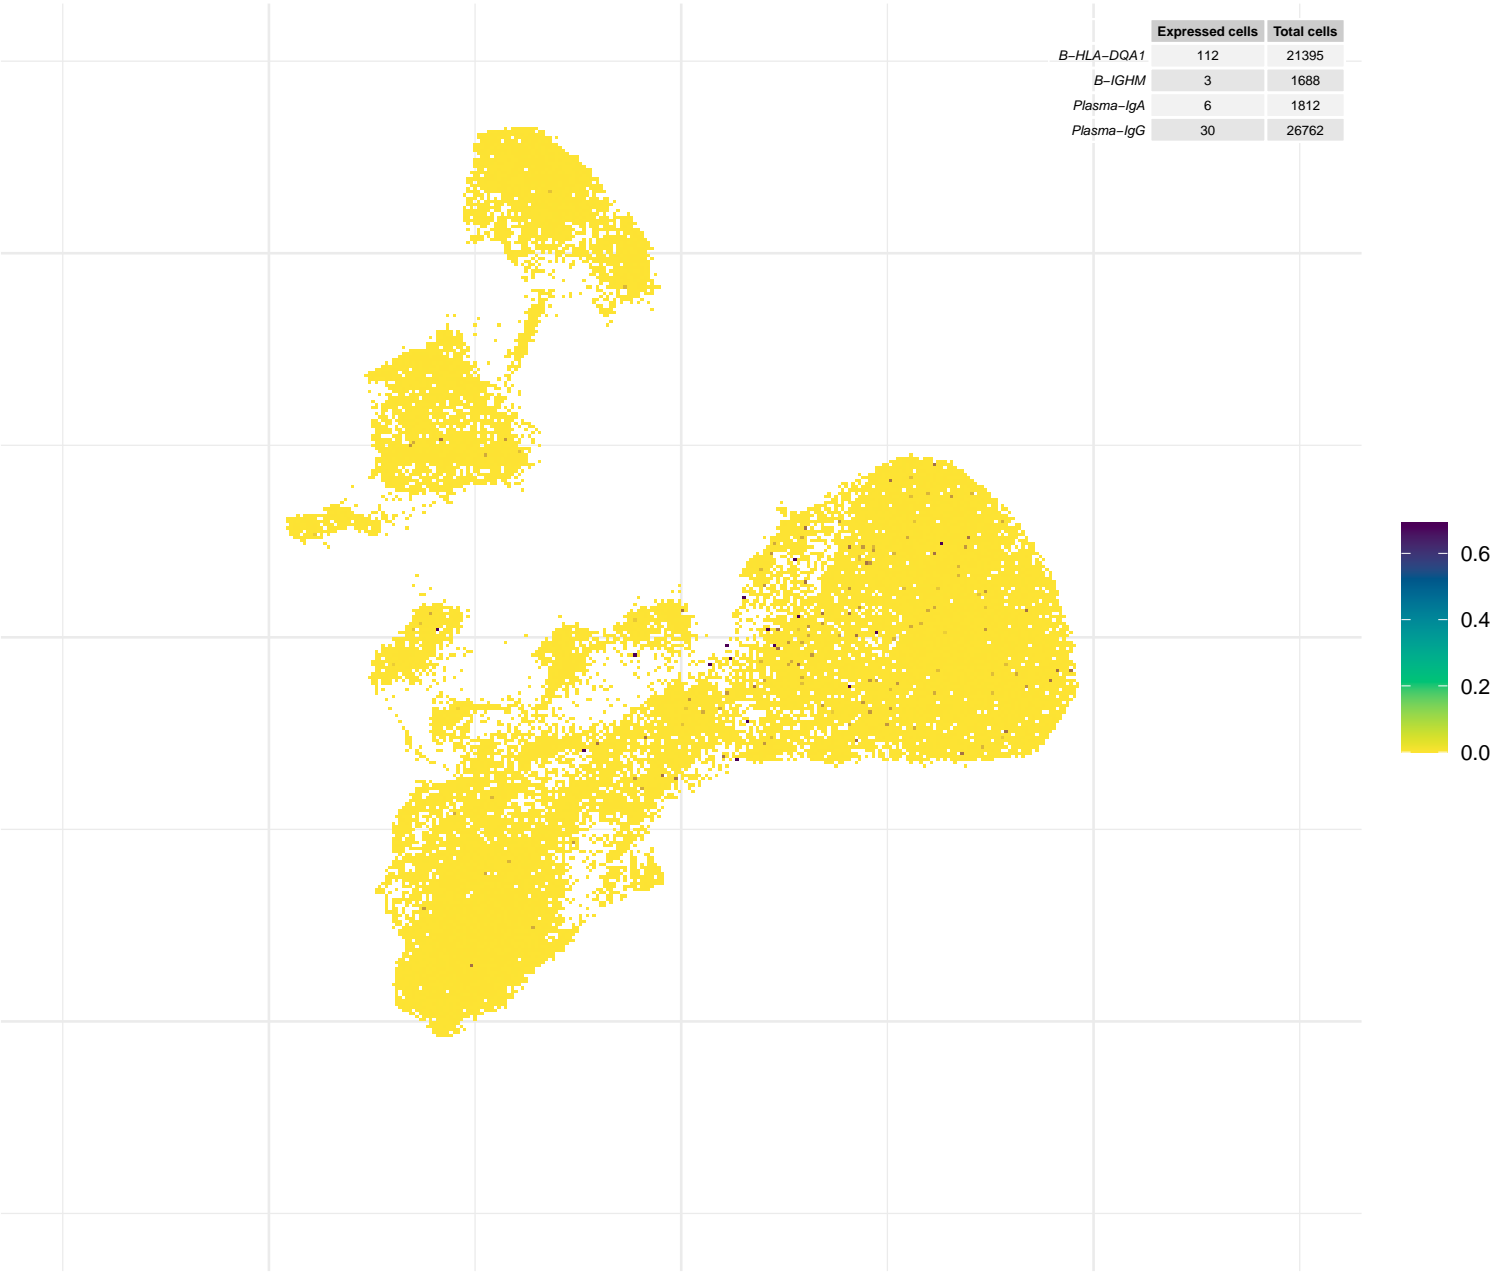 Expressed cells Total cells
B-HLA-DQA1 112 21395
B-IGHM 3 1688
Plasma-IgA 6 1812
Plasma-IgG 30 26762
0.6
0.4
0.2
0.0